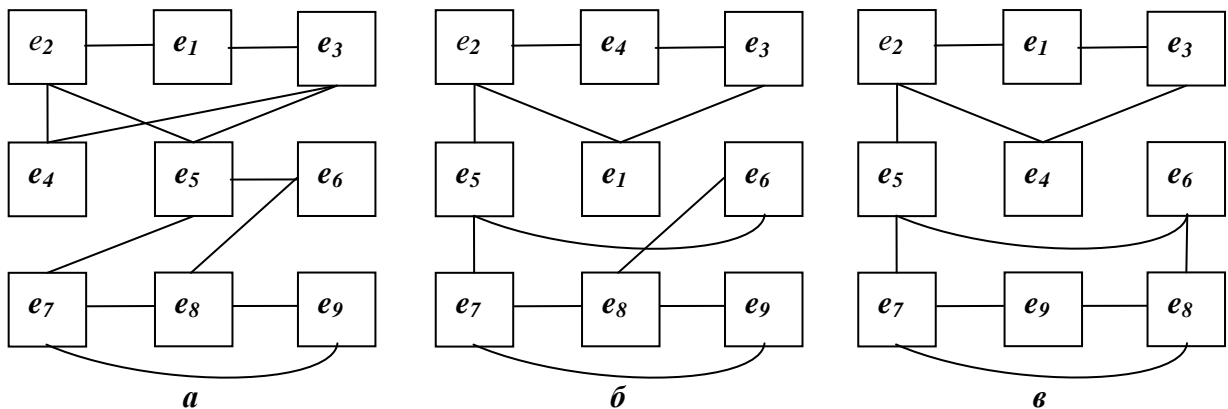 e2 e1 e3 e2 e4 e3 e2 e1 e3
e4 e5 e6 e5 e1 e6 e5 e4 e6
e7 e8 e9 e7 e8 e9 e7 e9 e8
а б в